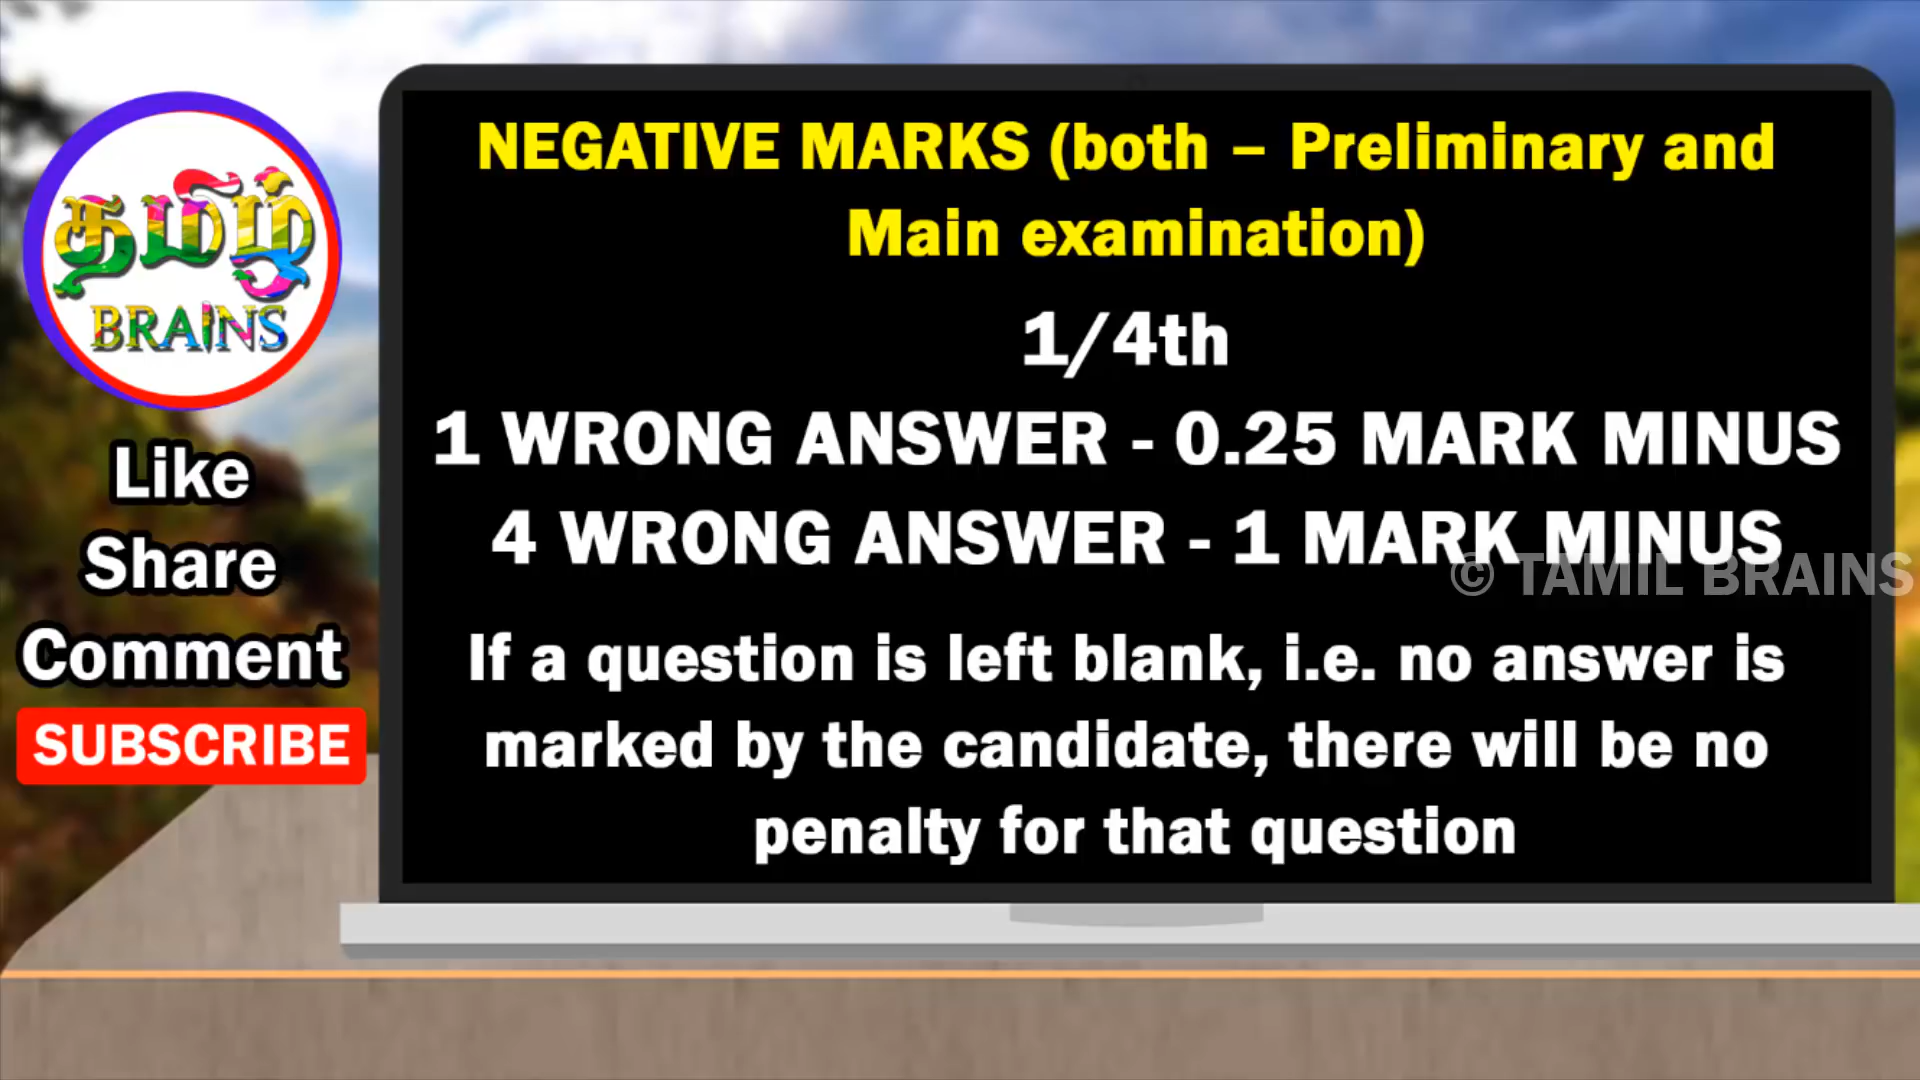 தமிழ்
BRAINS
Like
Share
Comment
SUBSCRIBE
NEGATIVE MARKS (both – Preliminary and
Main examination)
1/4th
1 WRONG ANSWER - 0.25 MARK MINUS
4 WRONG ANSWER - 1 MARK MINUS
© TAMIL BRAINS
If a question is left blank, i.e. no answer is
marked by the candidate, there will be no
penalty for that question